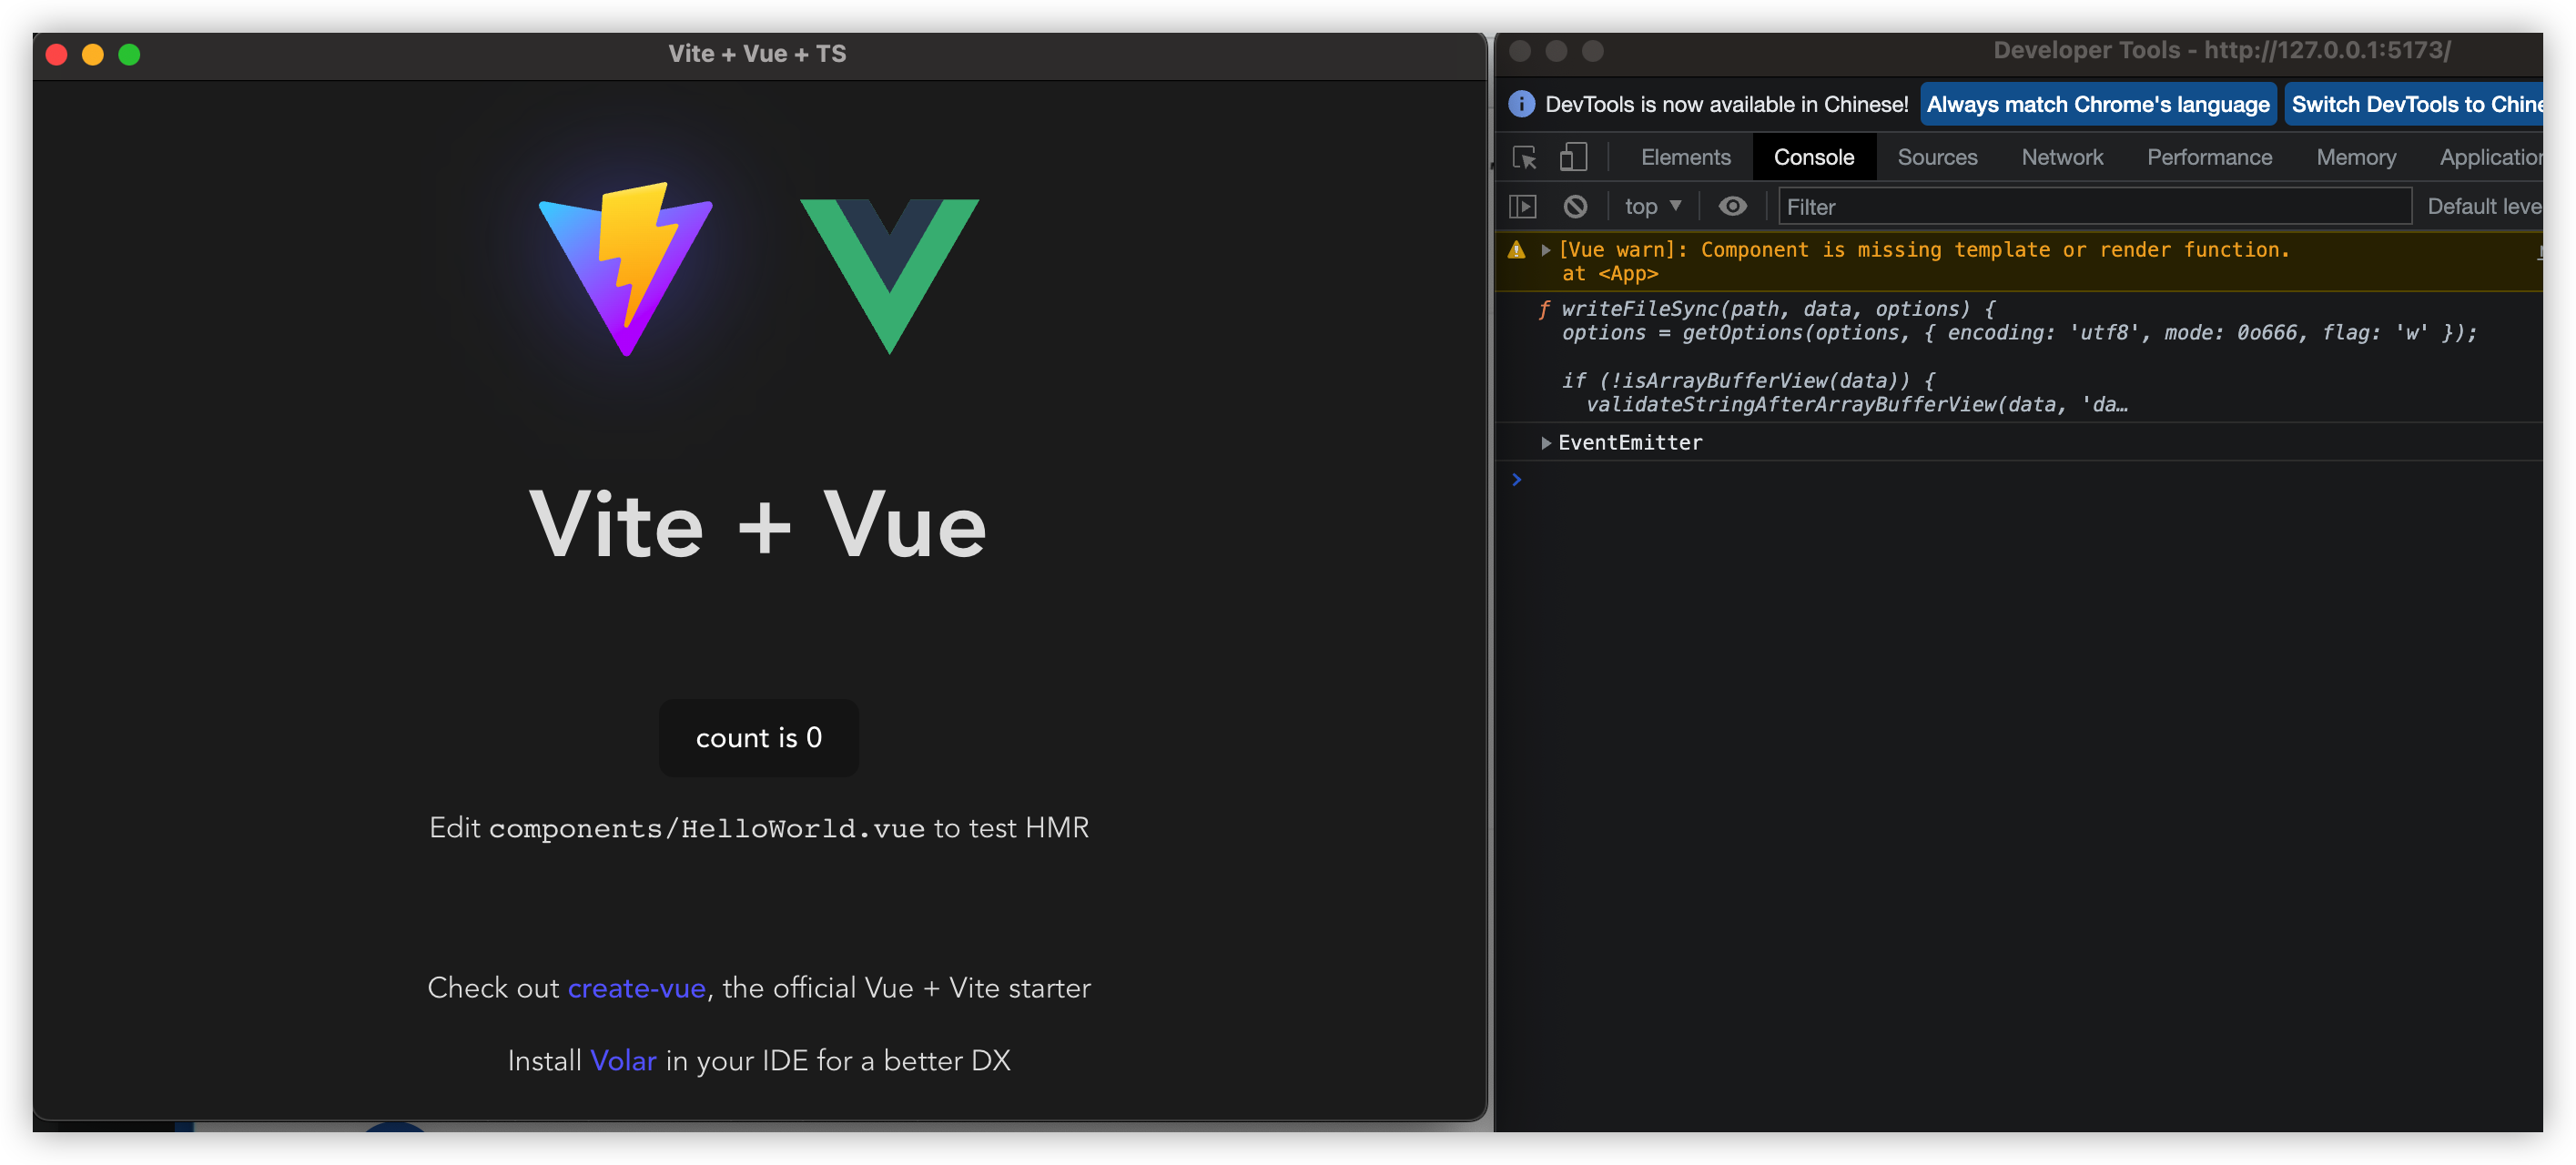 Vite + Vue + TS
Vite + Vue
count is 0
Edit components/HelloWorld.vue to test HMR
Check out create-vue, the official Vue + Vite starter
Install Volar in your IDE for a better DX
Developer Tools - http://127.0.0.1:5173/
DevTools is now available in Chinese! Always match Chrome's language Switch DevTools to Chine
Elements Console Sources Network Performance Memory Application
top Filter Default leve
[Vue warn]: Component is missing template or render function.
at <App>
ƒ writeFileSync(path, data, options) {
options = getOptions(options, { encoding: 'utf8', mode: 0o666, flag: 'w' });
if (!isArrayBufferView(data)) {
validateStringAfterArrayBufferView(data, 'da…
EventEmitter